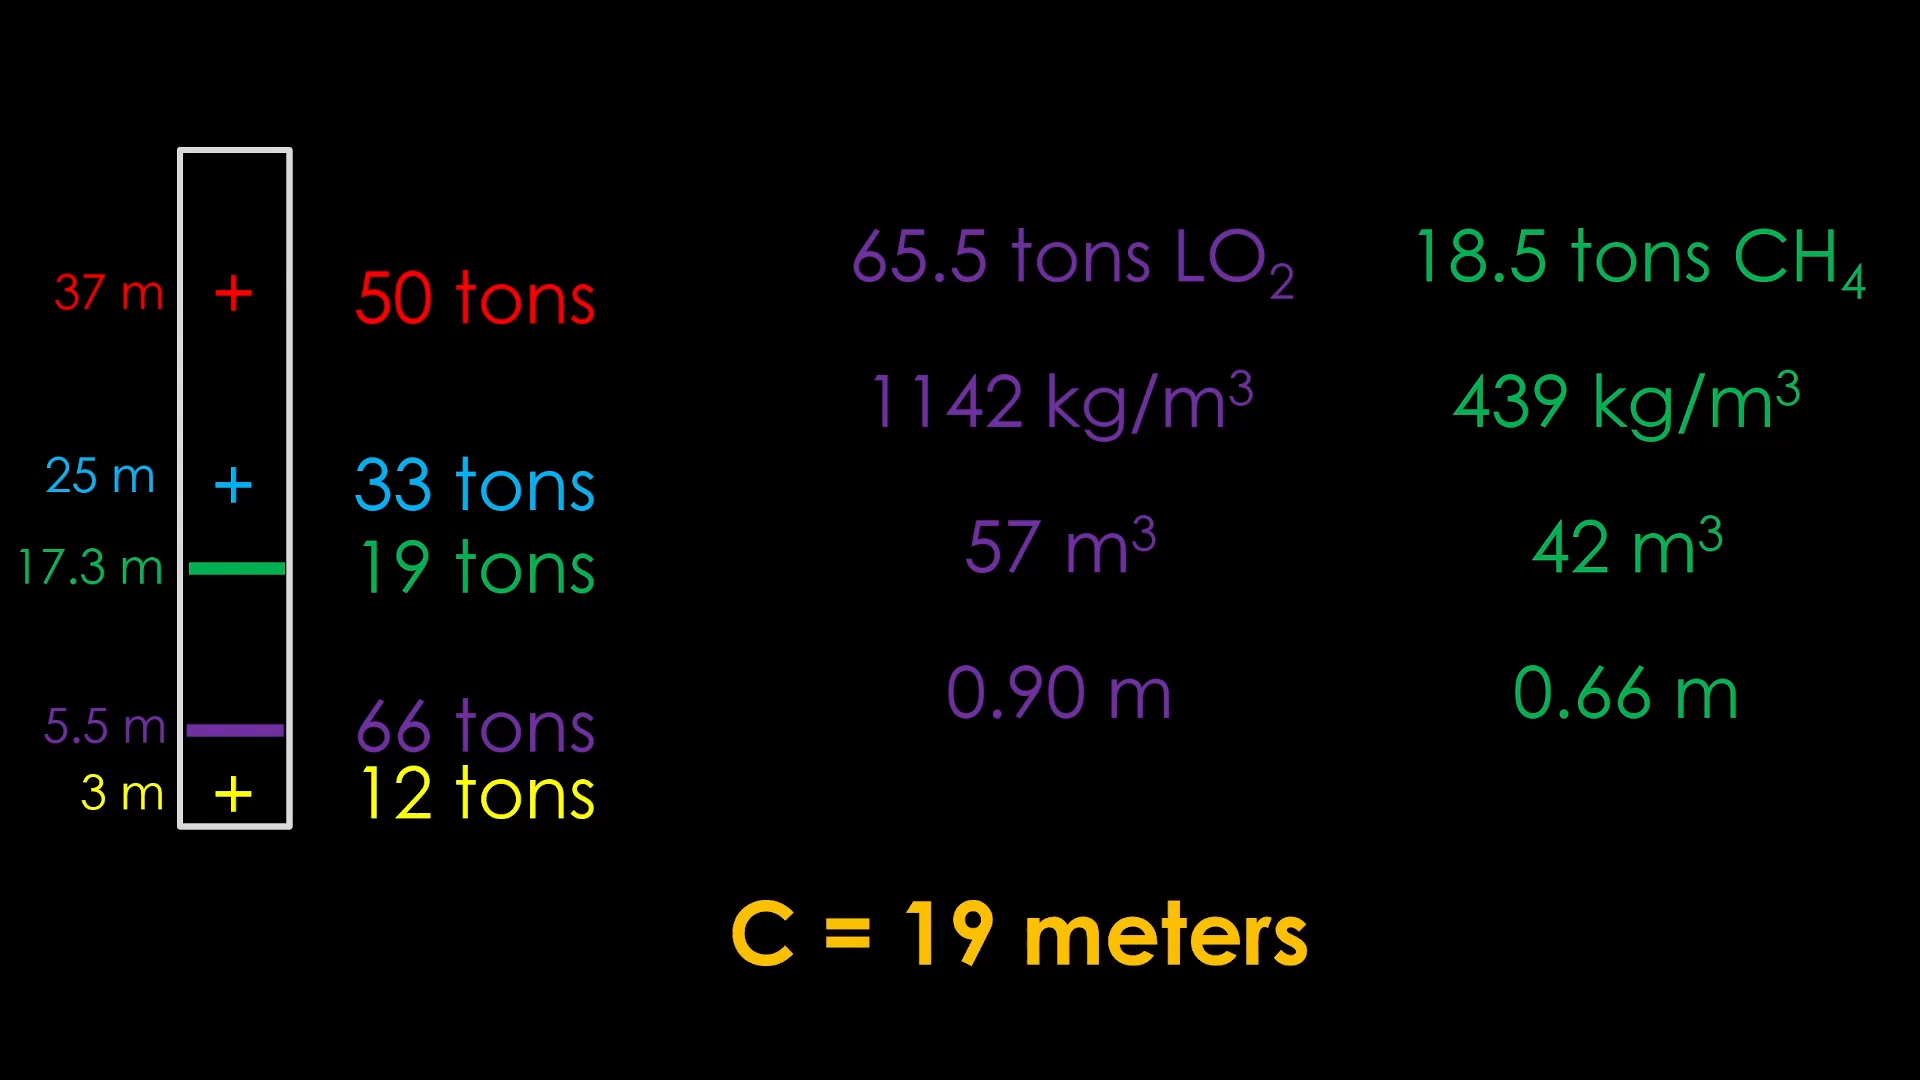 65.5 tons LO₂ 18.5 tons CH₄
37 m + 50 tons
1142 kg/m³ 439 kg/m³
25 m + 33 tons
17.3 m 19 tons 57 m³ 42 m³
0.90 m 0.66 m
5.5 m 66 tons
3 m + 12 tons
C = 19 meters